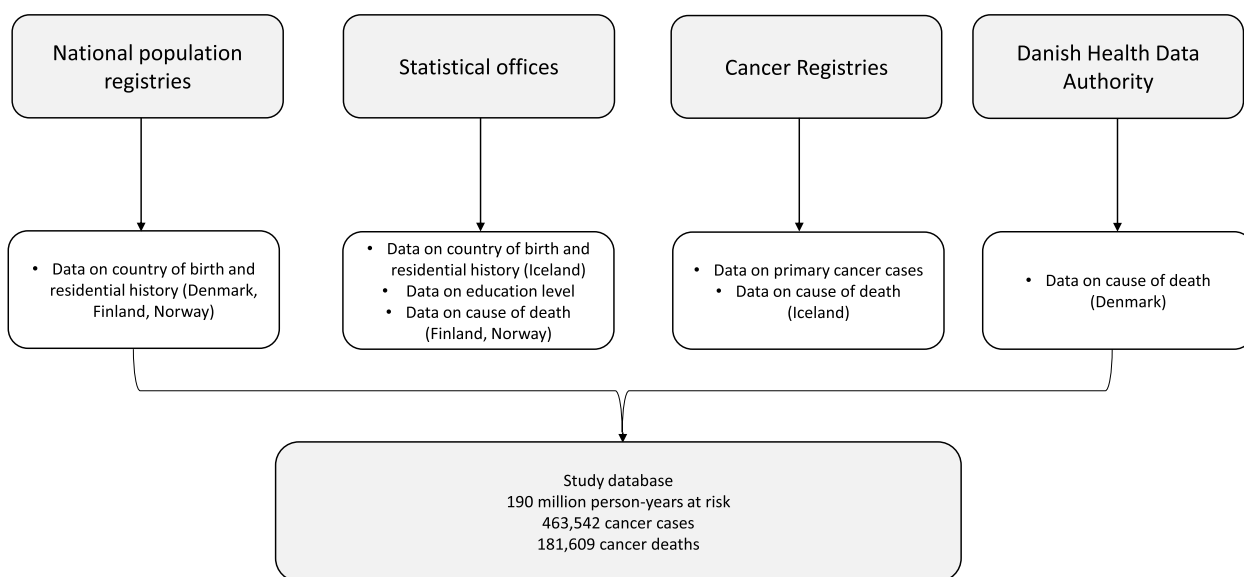 National population
registries
Statistical offices
Cancer Registries
Danish Health Data
Authority
• Data on country of birth and
residential history (Denmark,
Finland, Norway)
• Data on country of birth and
residential history (Iceland)
• Data on education level
• Data on cause of death
(Finland, Norway)
• Data on primary cancer cases
• Data on cause of death
(Iceland)
• Data on cause of death
(Denmark)
Study database
190 million person-years at risk
463,542 cancer cases
181,609 cancer deaths